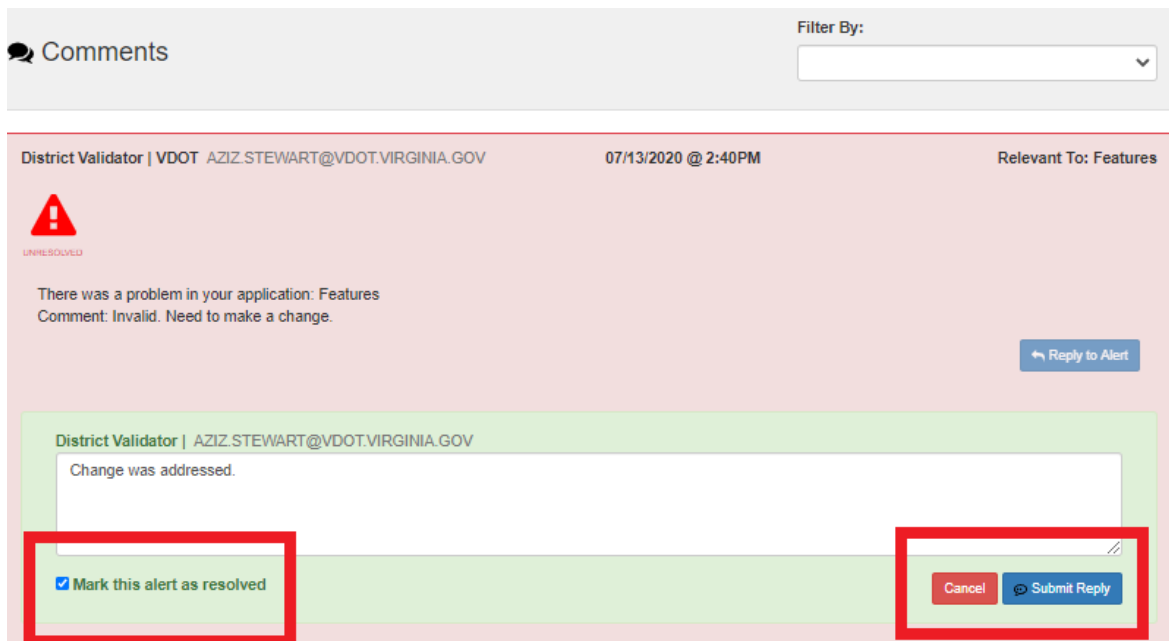 Filter By:
Comments
District Validator | VDOT AZIZ.STEWART@VDOT.VIRGINIA.GOV 07/13/2020 @ 2:40PM Relevant To: Features
UNRESOLVED
There was a problem in your application: Features
Comment: Invalid. Need to make a change.
Reply to Alert
District Validator | AZIZ.STEWART@VDOT.VIRGINIA.GOV
Change was addressed.
Mark this alert as resolved
Cancel Submit Reply